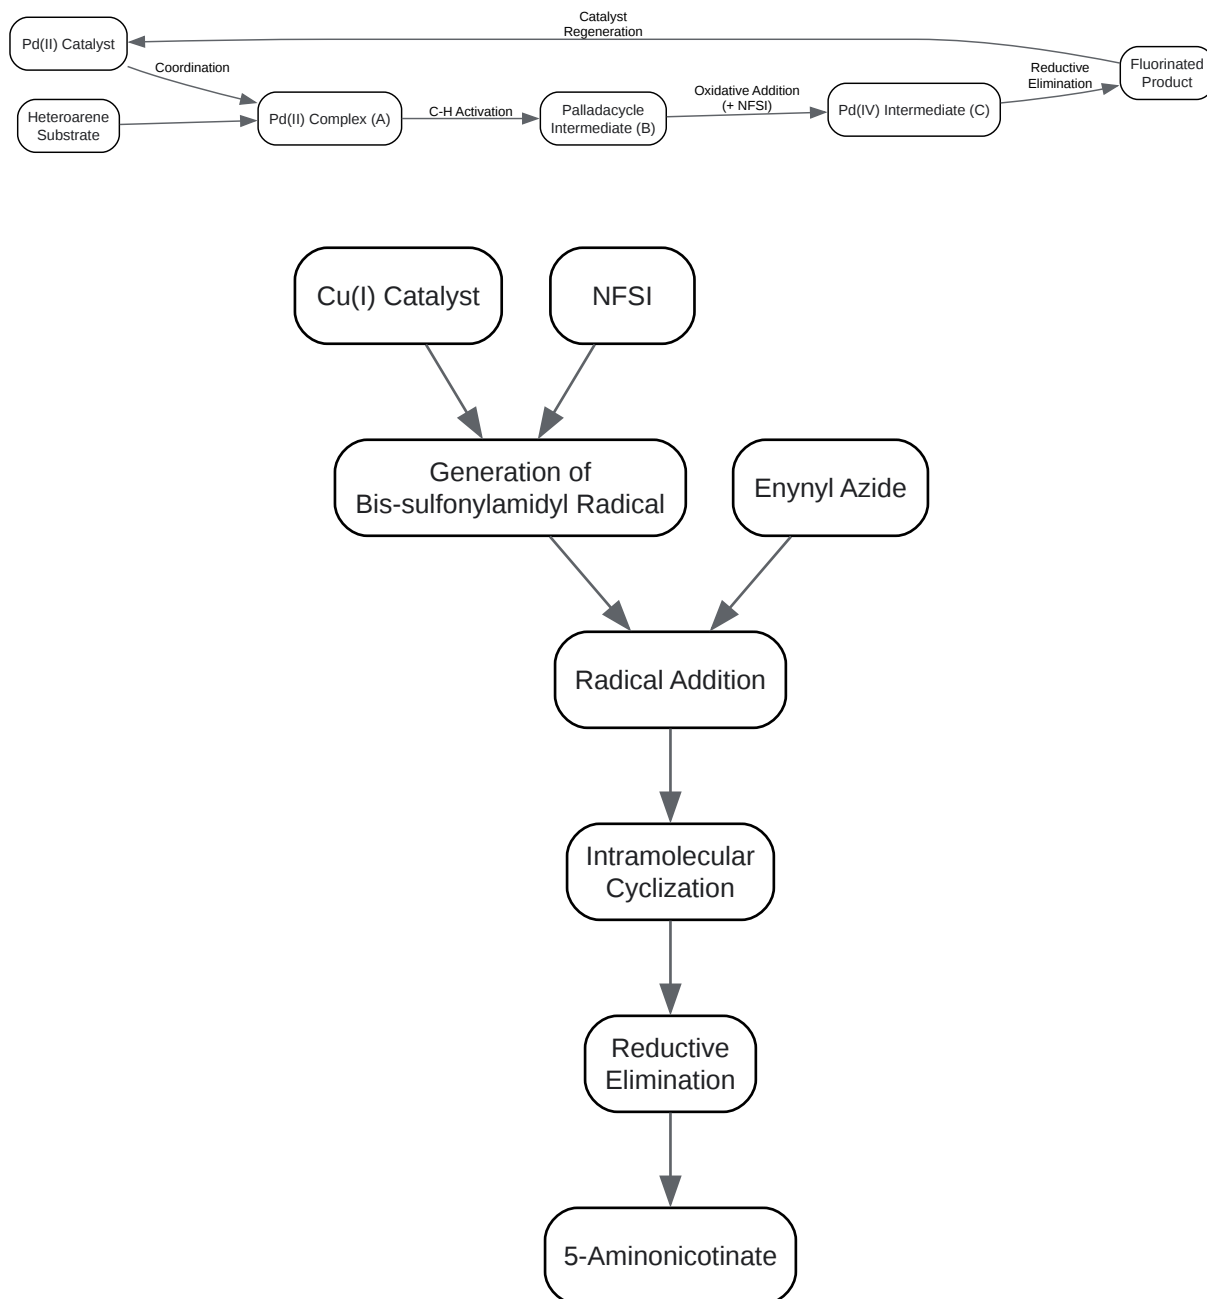 Catalyst
Regeneration
Pd(II) Catalyst
Coordination
Heteroarene
Substrate
Pd(II) Complex (A)
C-H Activation
Palladacycle
Intermediate (B)
Oxidative Addition
(+ NFSI)
Pd(IV) Intermediate (C)
Reductive
Elimination
Fluorinated
Product
Cu(I) Catalyst
NFSI
Generation of
Bis-sulfonylamidyl Radical
Enynyl Azide
Radical Addition
Intramolecular
Cyclization
Reductive
Elimination
5-Aminonicotinate